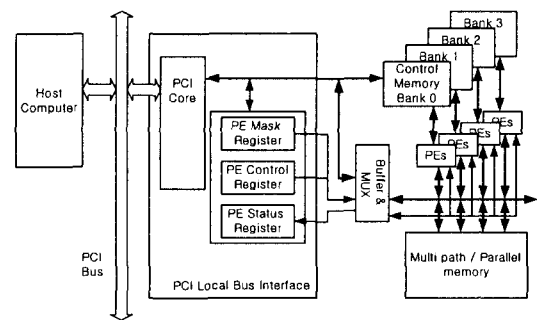 Host
Computer
PCI
Bus
PCI
Core
PE Mask
Register
PE Control
Register
PE Status
Register
PCI Local Bus Interface
Buffer &
MUX
Bank 3
Bank 2
Bank 1
Control
Memory
Bank 0
PEs
PEs
PEs
PEs
Multi path / Parallel
memory